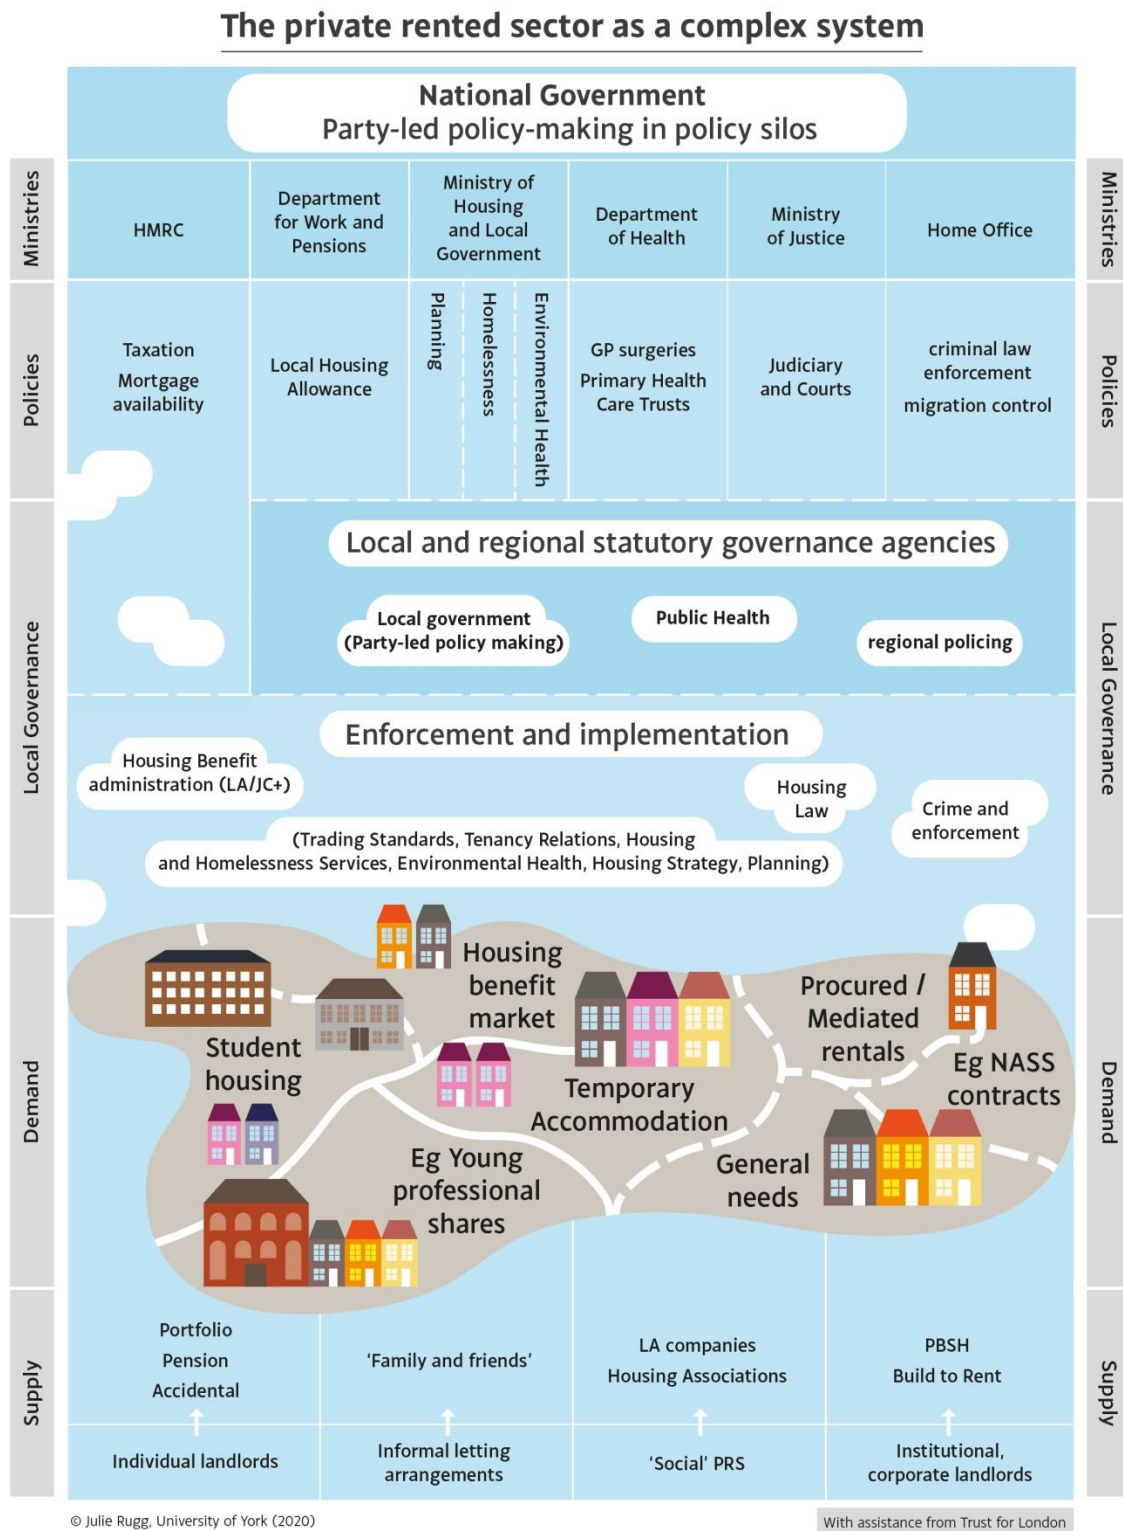 The private rented sector as a complex system
National Government
Party-led policy-making in policy silos
Ministries
HMRC
Department
for Work and
Pensions
Ministry of
Housing
and Local
Government
Department
of Health
Ministry
of Justice
Home Office
Ministries
Policies
Taxation
Mortgage
availability
Local Housing
Allowance
Planning
Homelessness
Environmental Health
GP surgeries
Primary Health
Care Trusts
Judiciary
and Courts
criminal law
enforcement
migration control
Policies
Local Governance
Local and regional statutory governance agencies
Local government
(Party-led policy making)
Public Health
regional policing
Local Governance
Enforcement and implementation
Housing Benefit
administration (LA/JC+)
Housing
Law
Crime and
enforcement
(Trading Standards, Tenancy Relations, Housing
and Homelessness Services, Environmental Health, Housing Strategy, Planning)
Demand
Student
housing
Housing
benefit
market
Temporary
Accommodation
Procured /
Mediated
rentals
Eg NASS
contracts
Eg Young
professional
shares
General
needs
Demand
Supply
Portfolio
Pension
Accidental
‘Family and friends’
LA companies
Housing Associations
PBSH
Build to Rent
Individual landlords
Informal letting
arrangements
‘Social’ PRS
Institutional,
corporate landlords
Supply
© Julie Rugg, University of York (2020)
With assistance from Trust for London